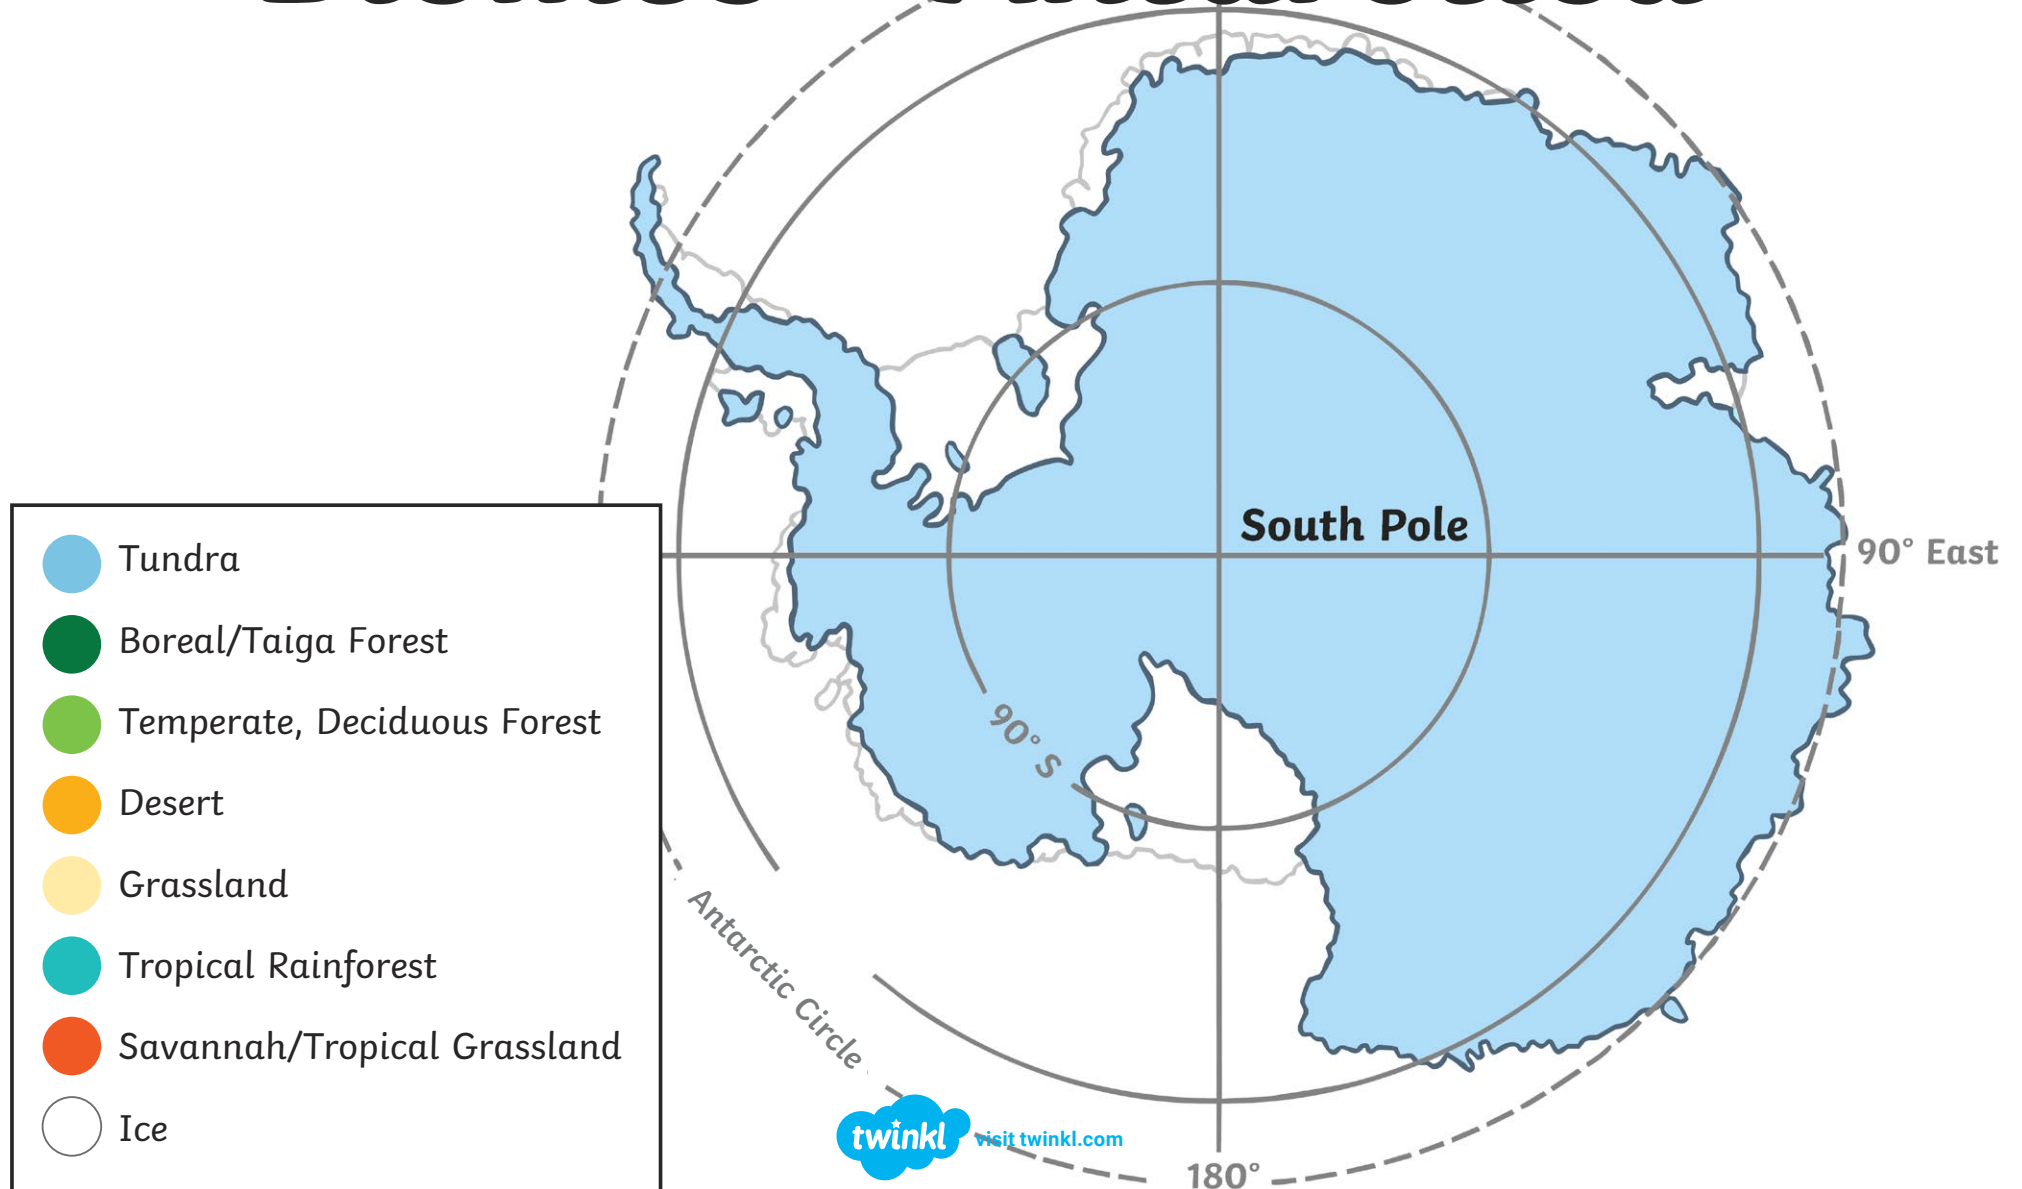 South Pole
90° East
90° S
Tundra
Boreal/Taiga Forest
Temperate, Deciduous Forest
Desert
Grassland
Tropical Rainforest
Savannah/Tropical Grassland
Ice
Antarctic Circle
twinkl
visit twinkl.com
180°